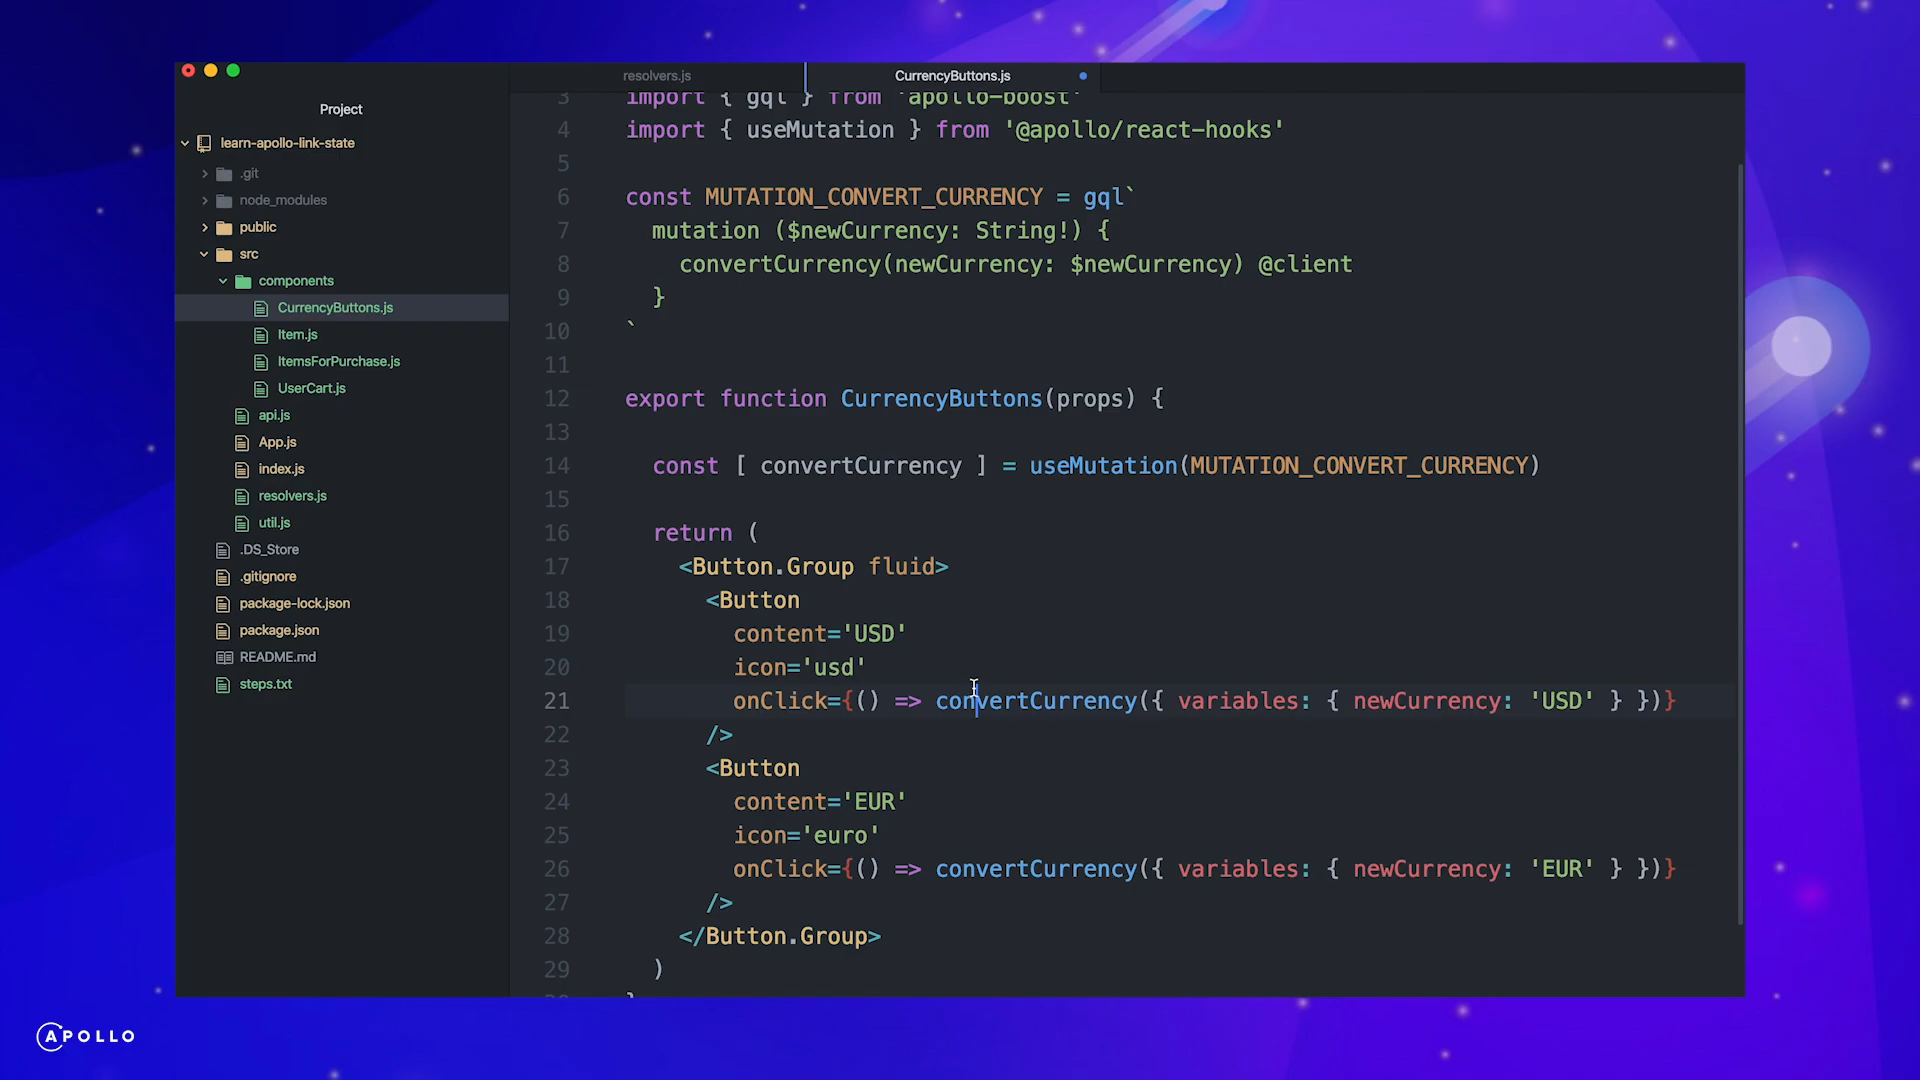 resolvers.js
CurrencyButtons.js
Project
learn-apollo-link-state
.git
node_modules
public
src
components
CurrencyButtons.js
Item.js
ItemsForPurchase.js
UserCart.js
api.js
App.js
index.js
resolvers.js
util.js
.DS_Store
.gitignore
package-lock.json
package.json
README.md
steps.txt
3 import { gql } from 'apollo-boost'
4 import { useMutation } from '@apollo/react-hooks'
5
6 const MUTATION_CONVERT_CURRENCY = gql`
7 mutation ($newCurrency: String!) {
8 convertCurrency(newCurrency: $newCurrency) @client
9 }
10 `
11
12 export function CurrencyButtons(props) {
13
14 const [ convertCurrency ] = useMutation(MUTATION_CONVERT_CURRENCY)
15
16 return (
17 <Button.Group fluid>
18 <Button
19 content='USD'
20 icon='usd'
21 onClick={() => convertCurrency({ variables: { newCurrency: 'USD' } })}
22 />
23 <Button
24 content='EUR'
25 icon='euro'
26 onClick={() => convertCurrency({ variables: { newCurrency: 'EUR' } })}
27 />
28 </Button.Group>
29 )
APOLLO